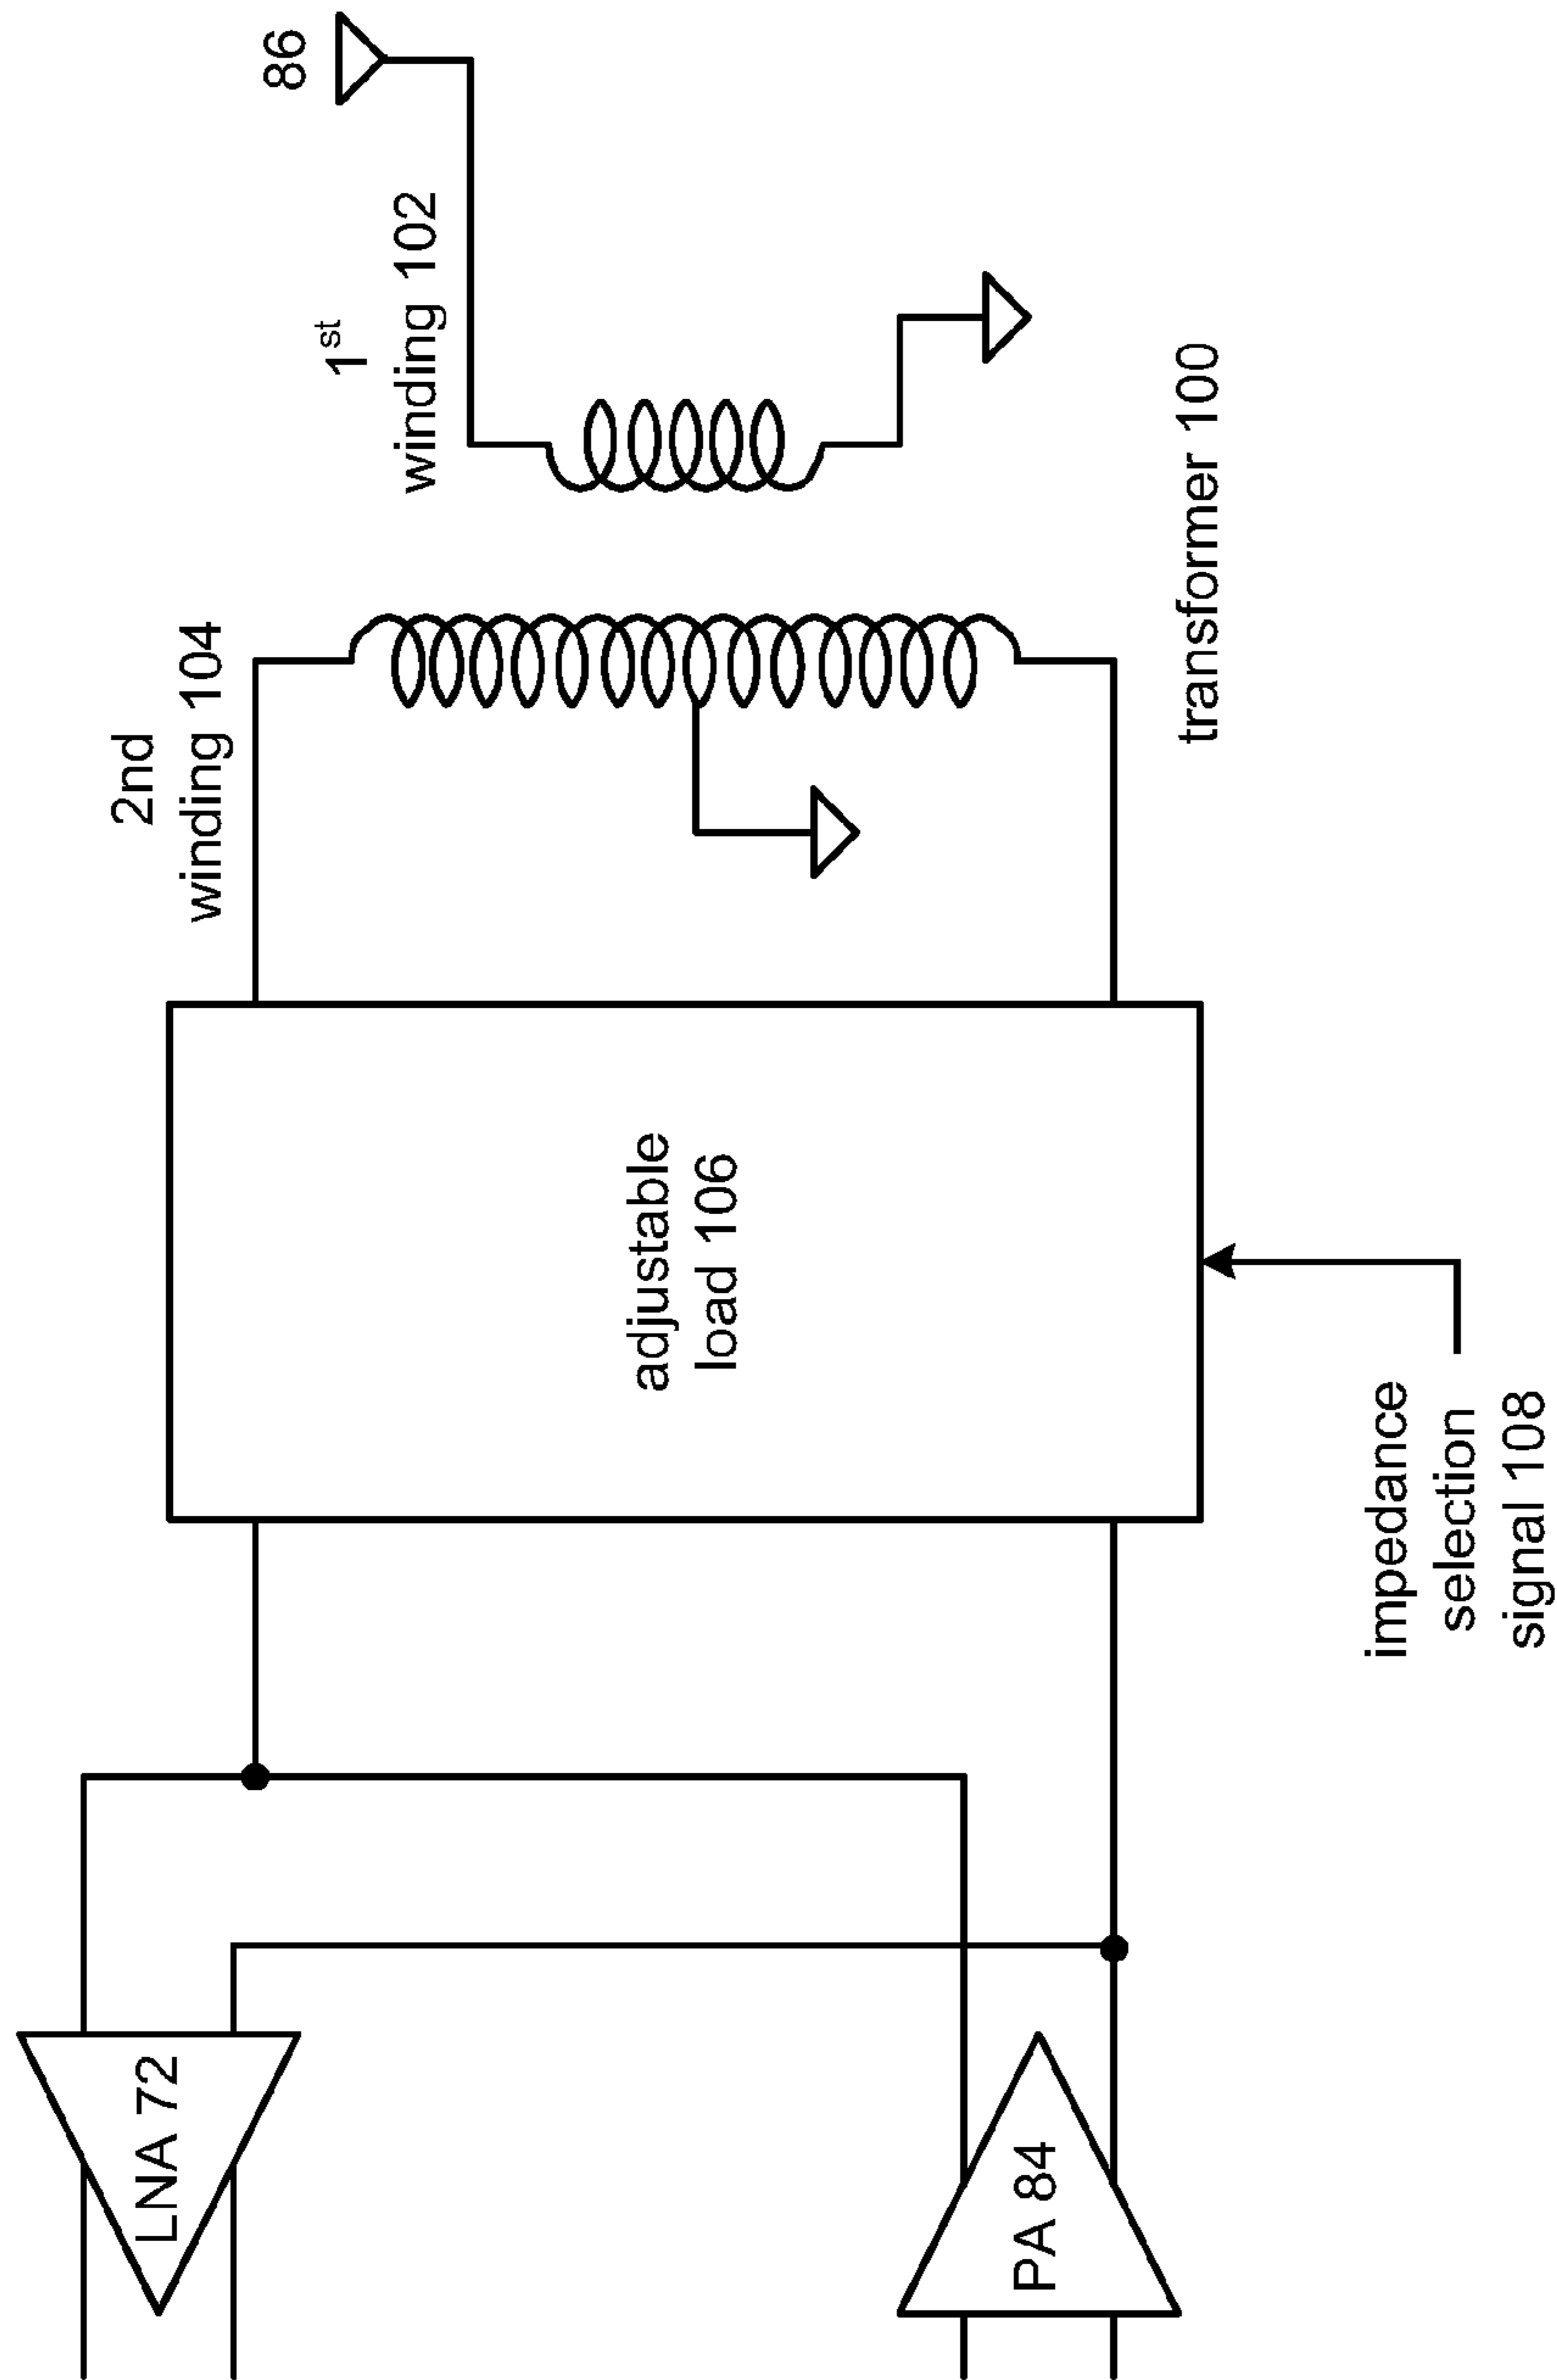 LNA 72
PA 84
impedance
selection
signal 108
adjustable
load 106
2nd
winding 104
transformer 100
1st
winding 102
86